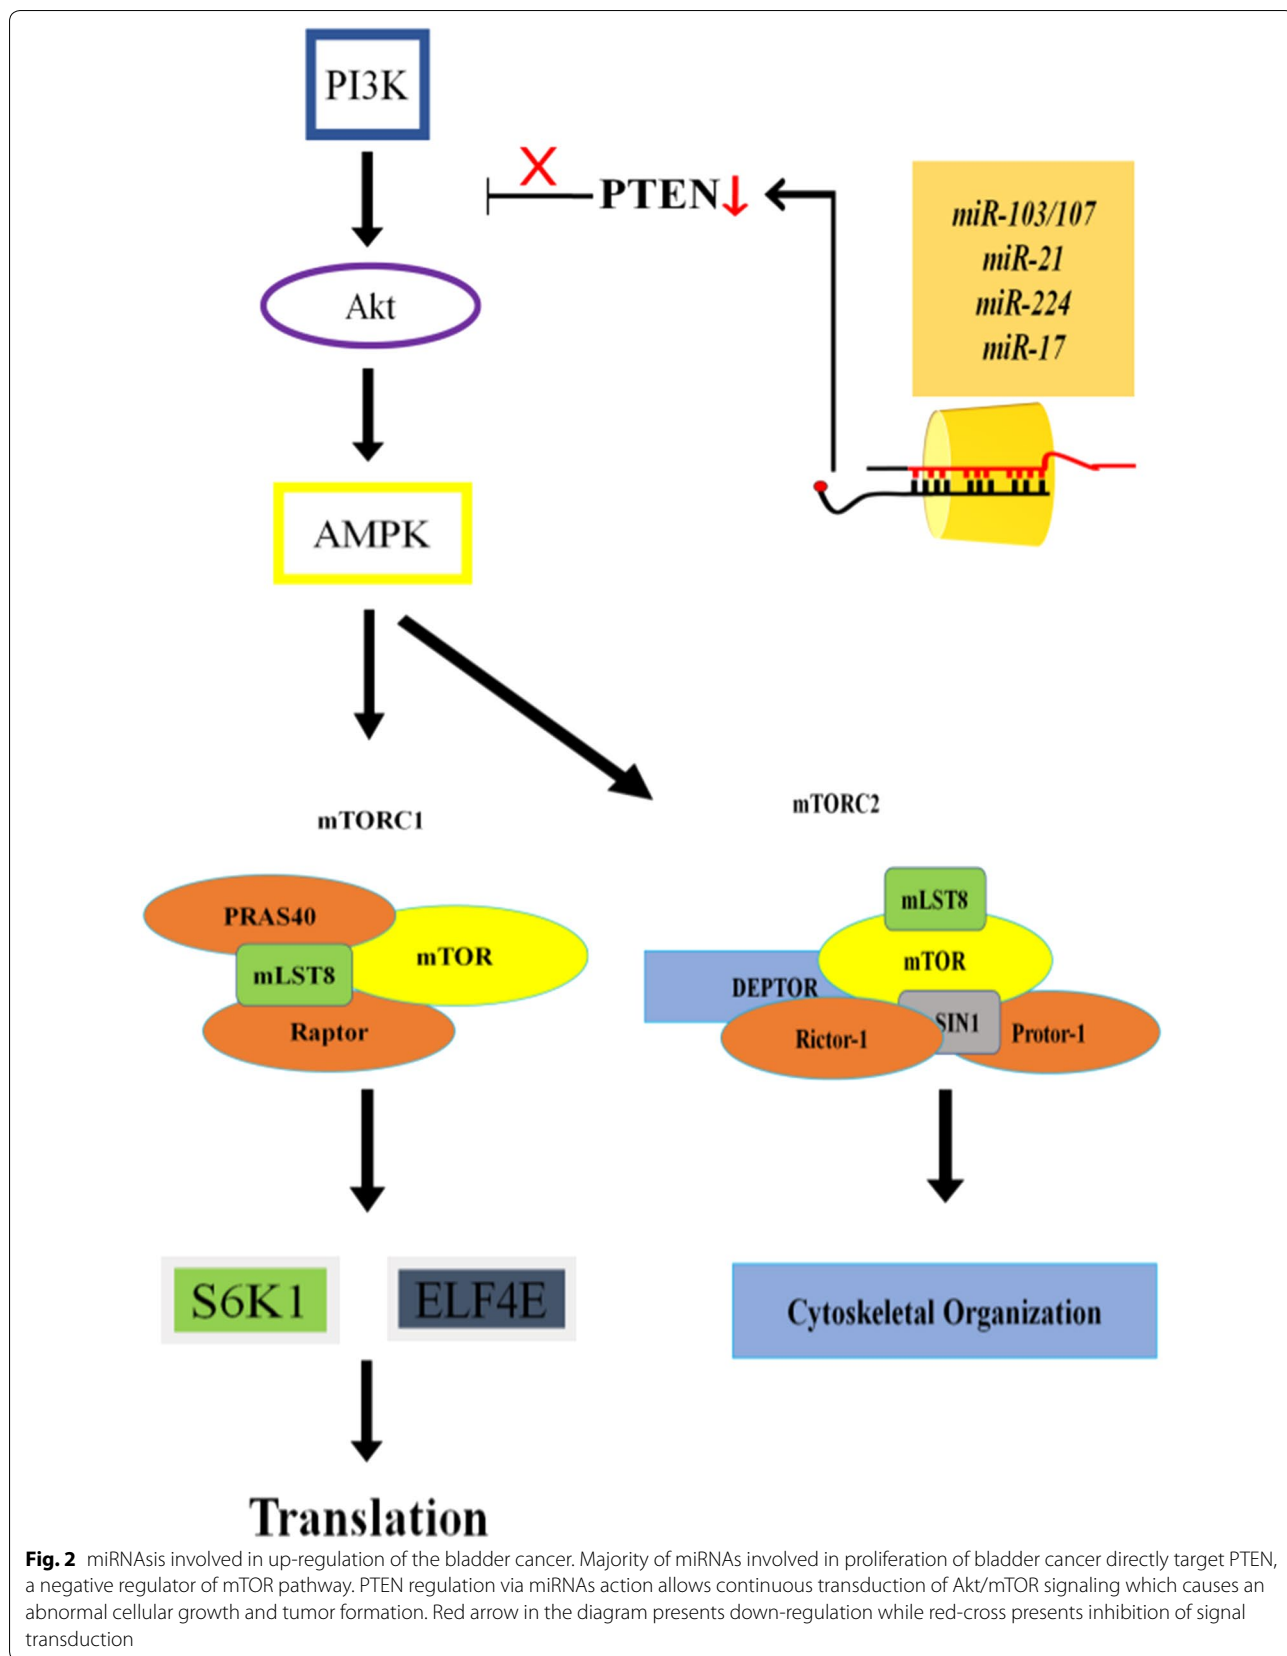 PI3K
X
PTEN
miR-103/107
miR-21
miR-224
miR-17
Akt
AMPK
mTORC1
mTORC2
PRAS40
mTOR
mLST8
Raptor
mLST8
mTOR
DEPTOR
SIN1
Rictor-1
Protor-1
S6K1
ELF4E
Cytoskeletal Organization
Translation
Fig. 2 miRNAsis involved in up-regulation of the bladder cancer. Majority of miRNAs involved in proliferation of bladder cancer directly target PTEN,
a negative regulator of mTOR pathway. PTEN regulation via miRNAs action allows continuous transduction of Akt/mTOR signaling which causes an
abnormal cellular growth and tumor formation. Red arrow in the diagram presents down-regulation while red-cross presents inhibition of signal
transduction